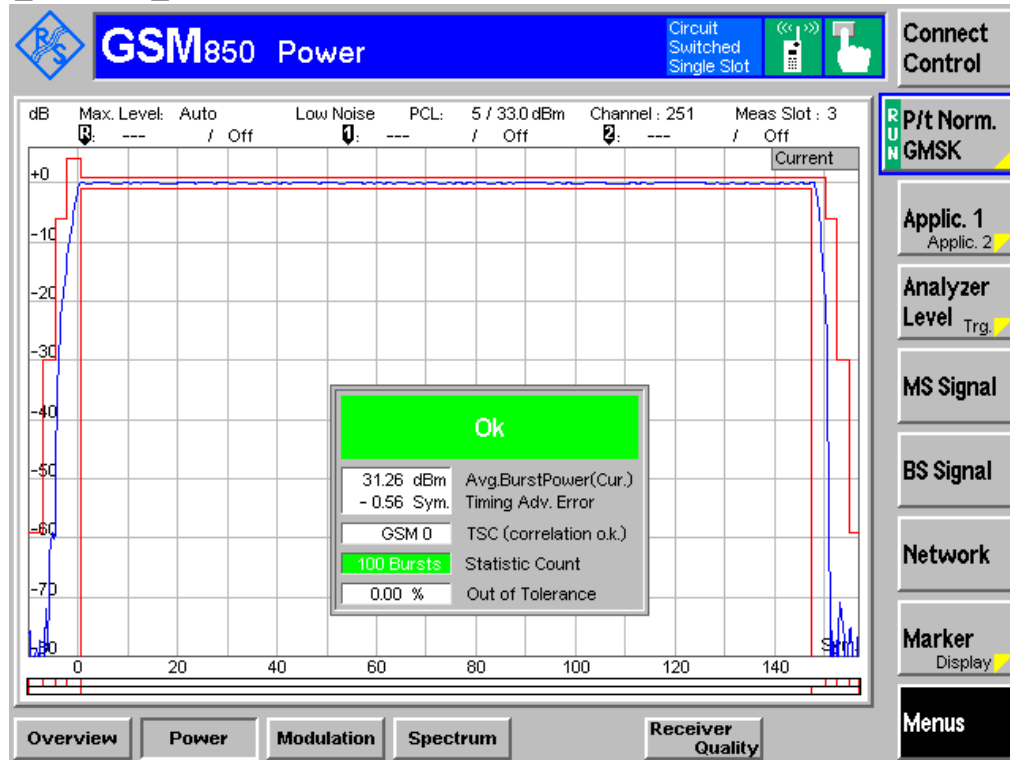 R&S
GSM850 Power
Circuit Switched Single Slot
Connect Control
dB Max. Level: Auto Low Noise PCL: 5 / 33.0 dBm Channel : 251 Meas Slot : 3
R: --- / Off 1: --- / Off 2: --- / Off
Current
RUN
P/t Norm. GMSK
Applic. 1
Applic. 2
Analyzer Level Trg.
MS Signal
BS Signal
Network
Marker
Display
Menus
+0
-10
-20
-30
-40
-50
-60
-70
-80
Ok
31.26 dBm Avg.BurstPower(Cur.)
- 0.56 Sym. Timing Adv. Error
GSM 0 TSC (correlation o.k.)
100 Bursts Statistic Count
0.00 % Out of Tolerance
0 20 40 60 80 100 120 140
Overview Power Modulation Spectrum Receiver Quality